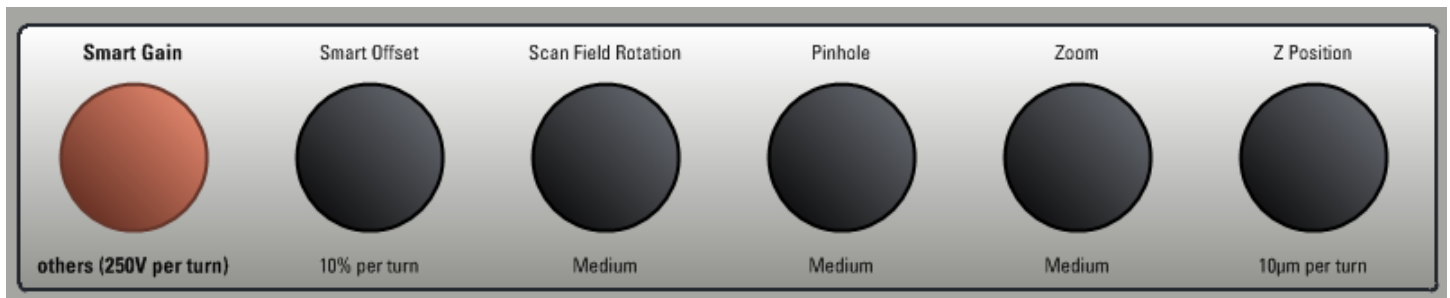 Smart Gain Smart Offset Scan Field Rotation Pinhole Zoom Z Position
others (250V per turn) 10% per turn Medium Medium Medium 10µm per turn